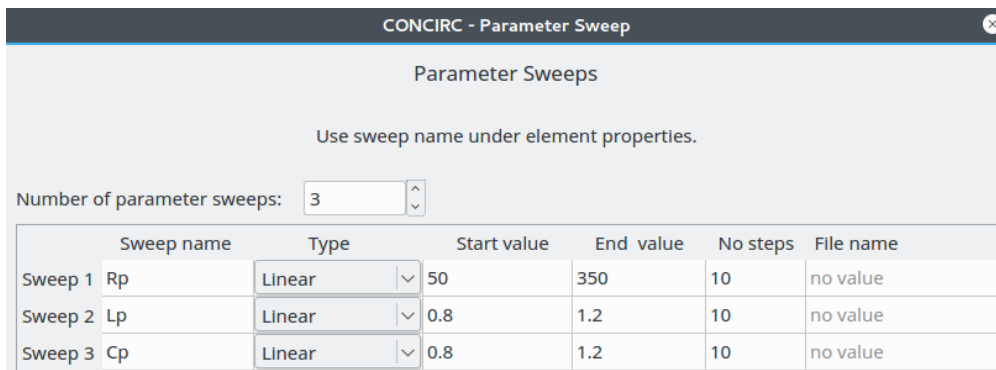 CONCIRC - Parameter Sweep
Parameter Sweeps
Use sweep name under element properties.
Number of parameter sweeps: 3
Sweep name Type Start value End value No steps File name
Sweep 1 Rp Linear 50 350 10 no value
Sweep 2 Lp Linear 0.8 1.2 10 no value
Sweep 3 Cp Linear 0.8 1.2 10 no value